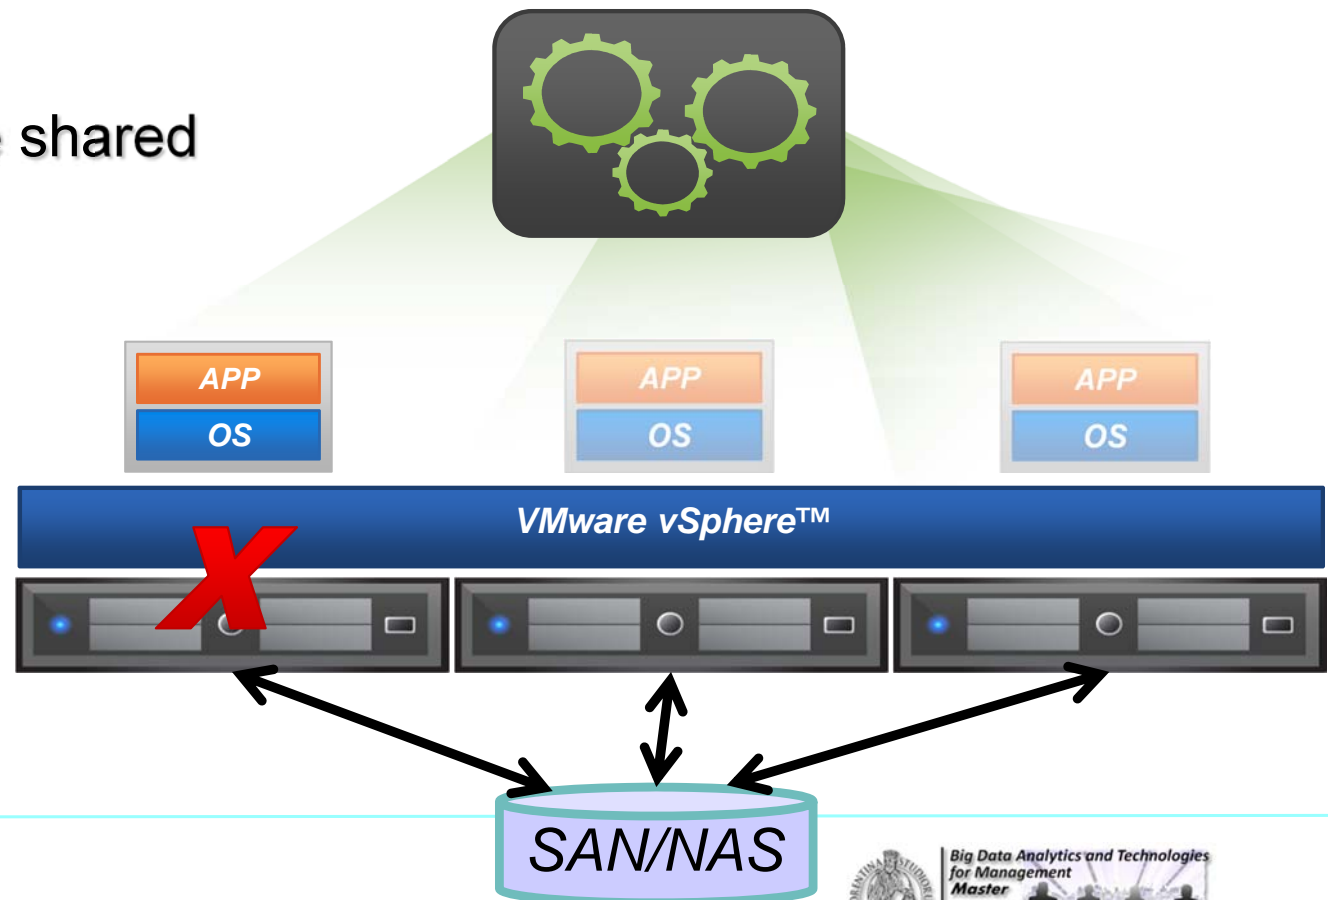 shared
APP
OS
APP
OS
APP
OS
VMware vSphere™
SAN/NAS
Big Data Analytics and Technologies
for Management
Master